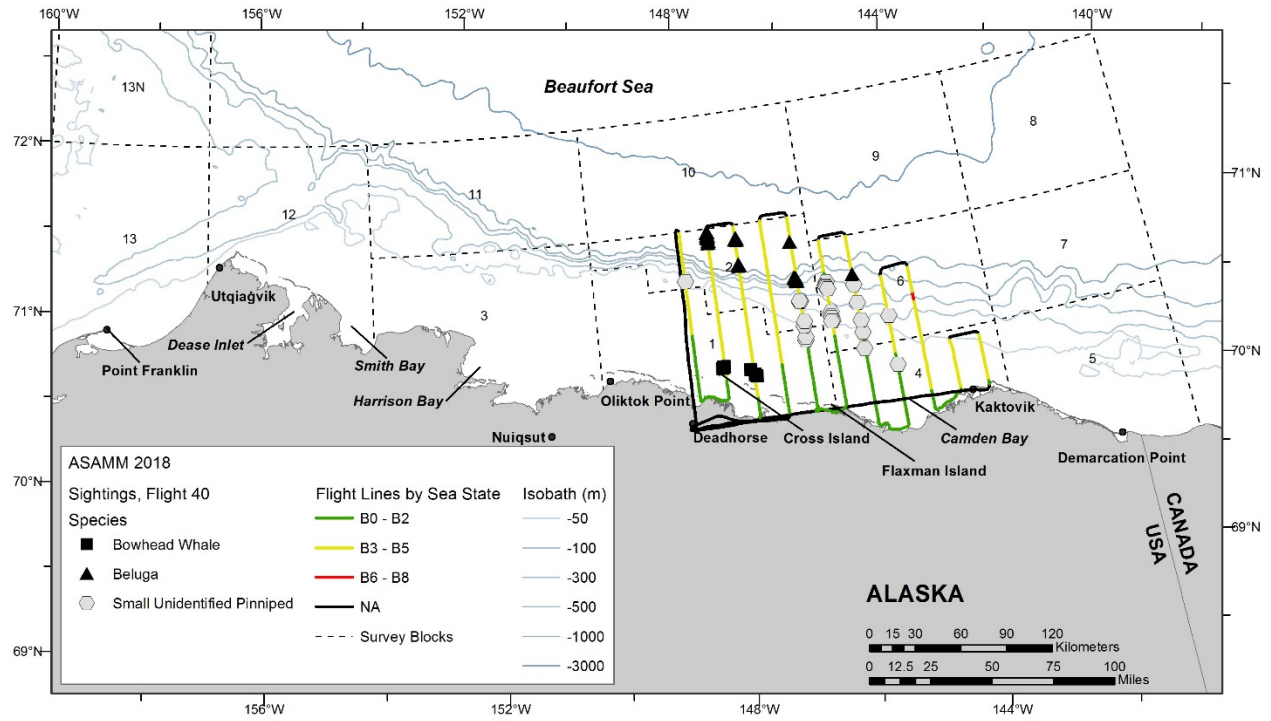 160°W 156°W 152°W 148°W 144°W 140°W
13N
Beaufort Sea
8
72°N
9
10
71°N
11
12
13
7
2
6
Utqiaġvik
71°N
3
Dease Inlet
1
70°N
Point Franklin
Smith Bay
5
4
Harrison Bay
Oliktok Point
Kaktovik
Nuiqsut
Deadhorse
Cross Island
Camden Bay
Demarcation Point
Flaxman Island
70°N
69°N
CANADA
USA
ALASKA
69°N
ASAMM 2018
Sightings, Flight 40
Species
Bowhead Whale
Beluga
Small Unidentified Pinniped
Flight Lines by Sea State
B0 - B2
B3 - B5
B6 - B8
NA
Survey Blocks
Isobath (m)
-50
-100
-300
-500
-1000
-3000
0 15 30 60 90 120
Kilometers
0 12.5 25 50 75 100
Miles
156°W 152°W 148°W 144°W